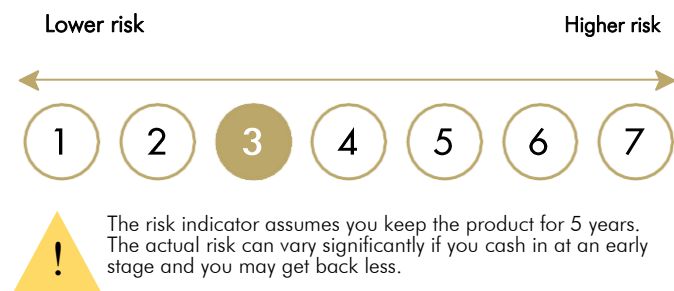 Lower risk Higher risk
1 2 3 4 5 6 7
! The risk indicator assumes you keep the product for 5 years.
The actual risk can vary significantly if you cash in at an early
stage and you may get back less.